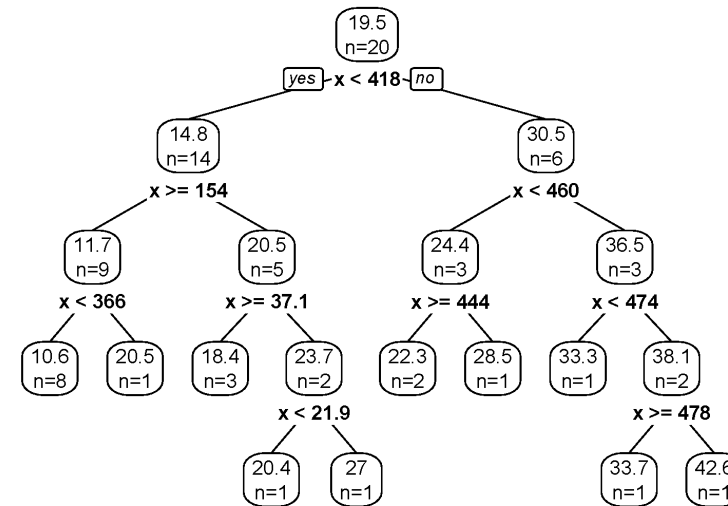 19.5
n=20
yes x < 418 no
14.8
n=14
30.5
n=6
x >= 154
x < 460
11.7
n=9
20.5
n=5
24.4
n=3
36.5
n=3
x < 366
x >= 37.1
x >= 444
x < 474
10.6
n=8
20.5
n=1
18.4
n=3
23.7
n=2
22.3
n=2
28.5
n=1
33.3
n=1
38.1
n=2
x < 21.9
x >= 478
20.4
n=1
27
n=1
33.7
n=1
42.6
n=1